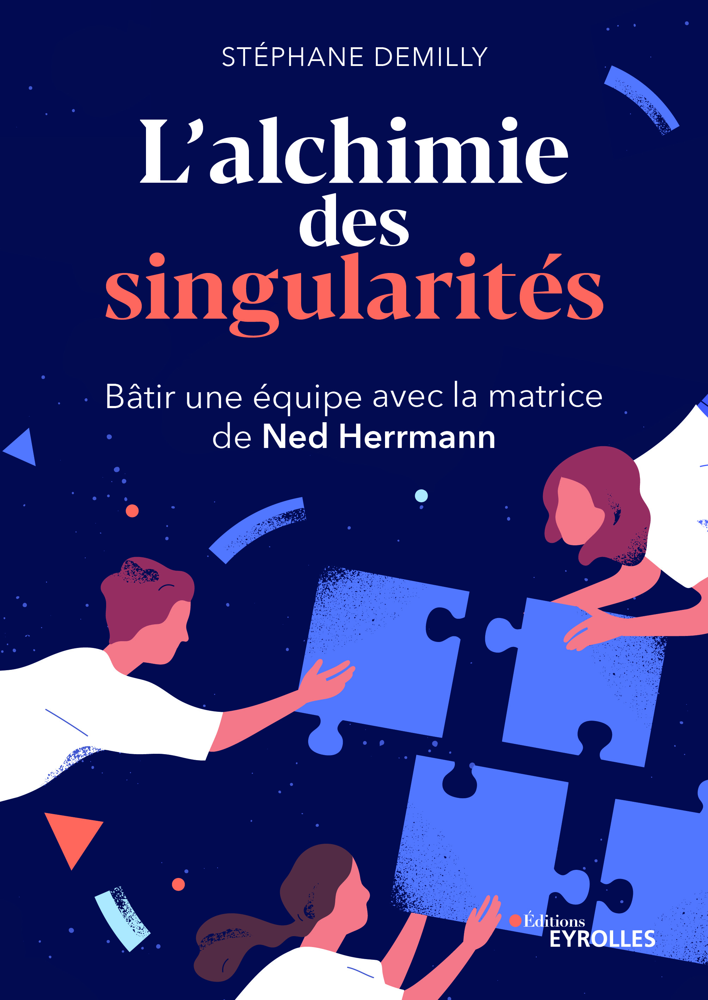 STÉPHANE DEMILLY
L’alchimie
des
singularités
Bâtir une équipe avec la matrice
de Ned Herrmann
Éditions
EYROLLES